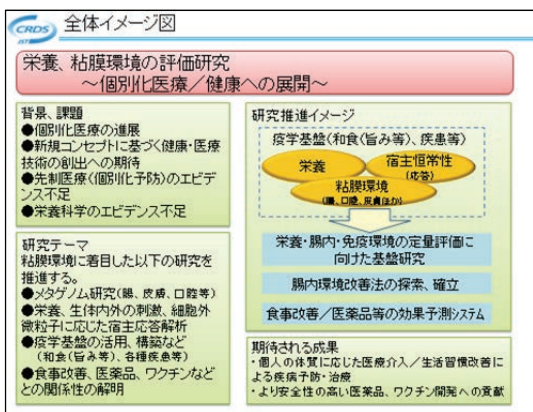 CRDS
JST
全体イメージ図
栄養、粘膜環境の評価研究
～個別化医療／健康への展開～
背景、課題
●個別化医療の進展
●新規コンセプトに基づく健康・医療
技術の創出への期待
●先制医療(個別化予防)のエビデ
ンス不足
●栄養科学のエビデンス不足
研究テーマ
粘膜環境に着目した以下の研究を
推進する。
●メタゲノム研究(腸、皮膚、口腔等)
●栄養、生体内外の刺激、細胞外
微粒子に応じた宿主応答解析
●疫学基盤の活用、構築など
(和食(旨み等)、各種疾患等)
●食事改善、医薬品、ワクチンなど
との関係性の解明
研究推進イメージ
疫学基盤(和食(旨み等)、疾患等)
栄養
宿主恒常性
(応答)
粘膜環境
(腸、口腔、皮膚ほか)
栄養・腸内・免疫環境の定量評価に
向けた基盤研究
腸内環境改善法の探索、確立
食事改善／医薬品等の効果予測システム
期待される成果
・個人の体質に応じた医療介入／生活習慣改善に
よる疾病予防・治療
・より安全性の高い医薬品、ワクチン開発への貢献